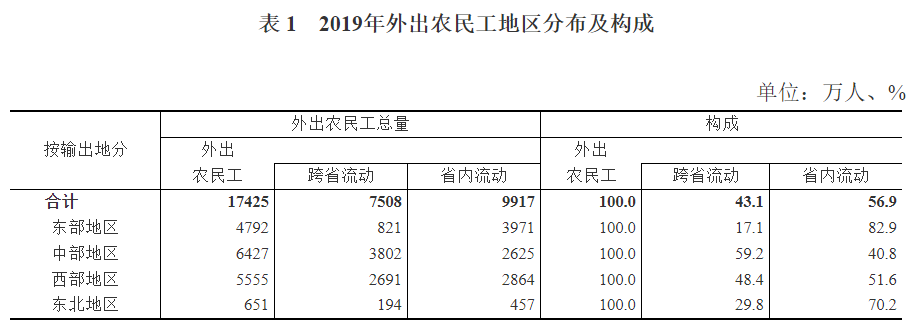 表 1 2019年外出农民工地区分布及构成
单位：万人、%
按输出地分 外出农民工总量 构成
外出农民工 跨省流动 省内流动 外出农民工 跨省流动 省内流动
合计 17425 7508 9917 100.0 43.1 56.9
东部地区 4792 821 3971 100.0 17.1 82.9
中部地区 6427 3802 2625 100.0 59.2 40.8
西部地区 5555 2691 2864 100.0 48.4 51.6
东北地区 651 194 457 100.0 29.8 70.2